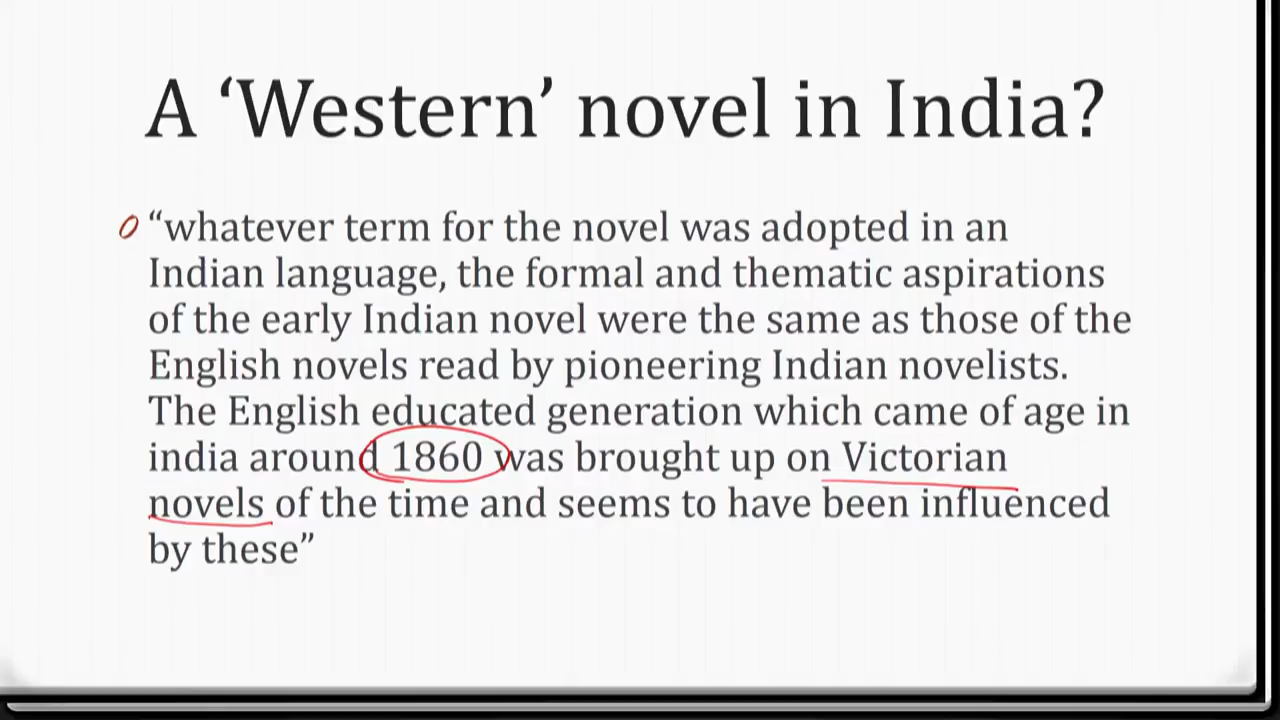 A ‘Western’ novel in India?
“whatever term for the novel was adopted in an
Indian language, the formal and thematic aspirations
of the early Indian novel were the same as those of the
English novels read by pioneering Indian novelists.
The English educated generation which came of age in
india around 1860 was brought up on Victorian
novels of the time and seems to have been influenced
by these”